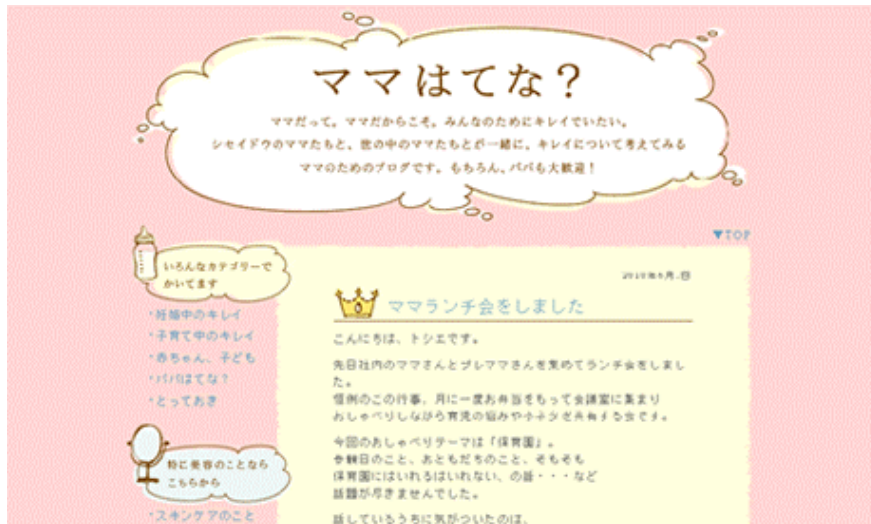 ママはてな？
ママだって。ママだからこそ。みんなのためにキレイでいたい。
シセイドウのママたちと、世の中のママたちとが一緒に、キレイについて考えてみる
ママのためのブログです。もちろん、パパも大歓迎！
▼TOP
いろんなカテゴリーで
かいてます
・妊娠中のキレイ
・子育て中のキレイ
・赤ちゃん、子ども
・パパはてな？
・とっておき
特に美容のことなら
こちらから
・スキンケアのこと
ママランチ会をしました
こんにちは、トシエです。
先日社内のママさんとプレママさんを集めてランチ会をしまし
た。
恒例のこの行事、月に一度お弁当をもって会議室に集まり
おしゃべりしながら育児の悩みや
今回のおしゃべりテーマは「保育園」。
参観日のこと、おともだちのこと、そもそも
保育園にはいれるはいれない、の話・・・など
話題が尽きませんでした。
話しているうちに気がついたのは、